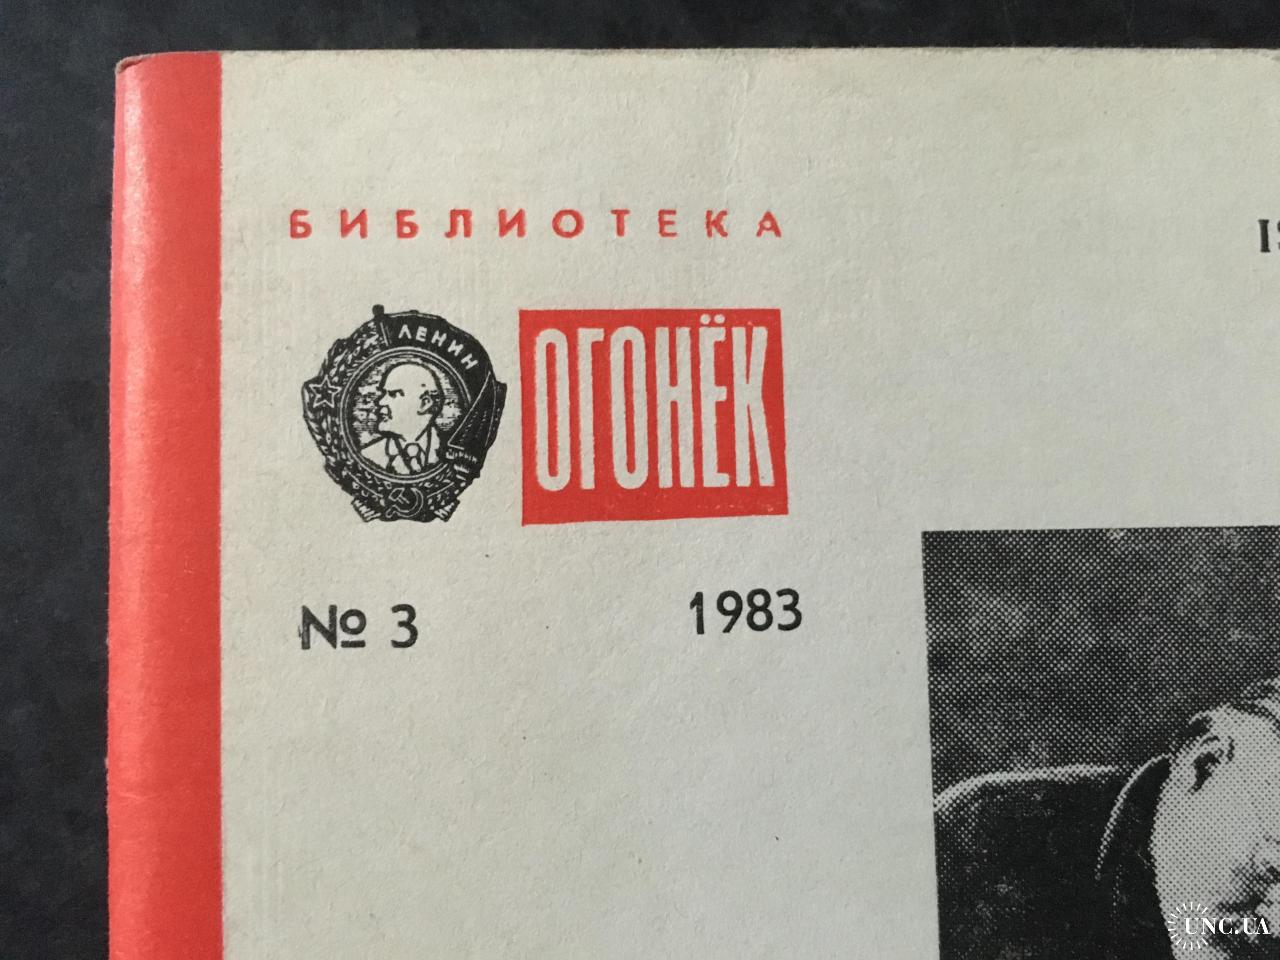 БИБЛИОТЕКА
ЛЕНИН
ОГОНЁК
№ 3
1983
UNC.UA